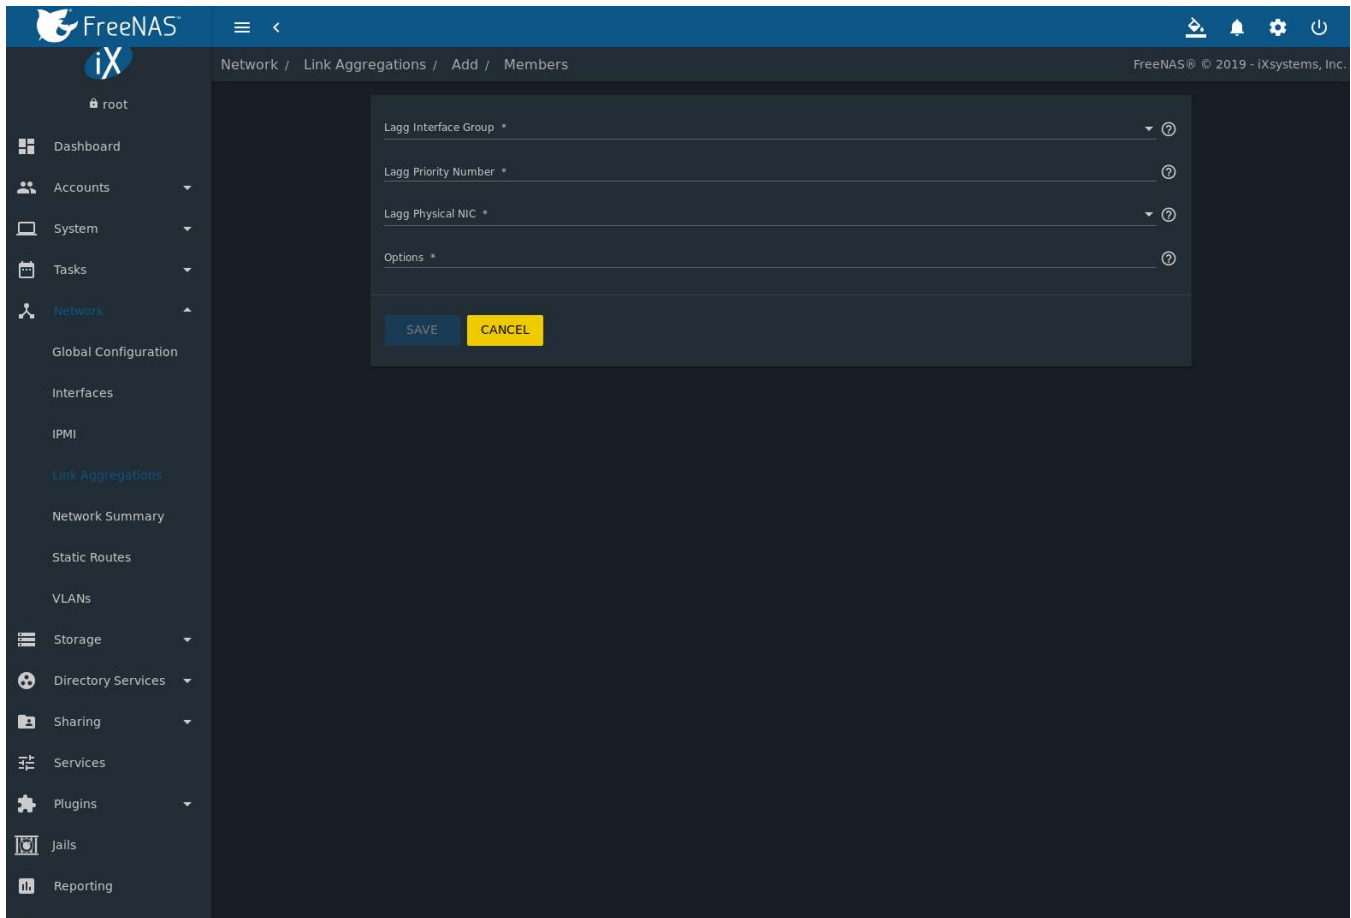 FreeNAS
iX
Network / Link Aggregations / Add / Members
FreeNAS® © 2019 - iXsystems, Inc.
root
Dashboard
Accounts
System
Tasks
Network
Global Configuration
Interfaces
IPMI
Link Aggregations
Network Summary
Static Routes
VLANs
Storage
Directory Services
Sharing
Services
Plugins
Jails
Reporting
Lagg Interface Group *
Lagg Priority Number *
Lagg Physical NIC *
Options *
SAVE
CANCEL